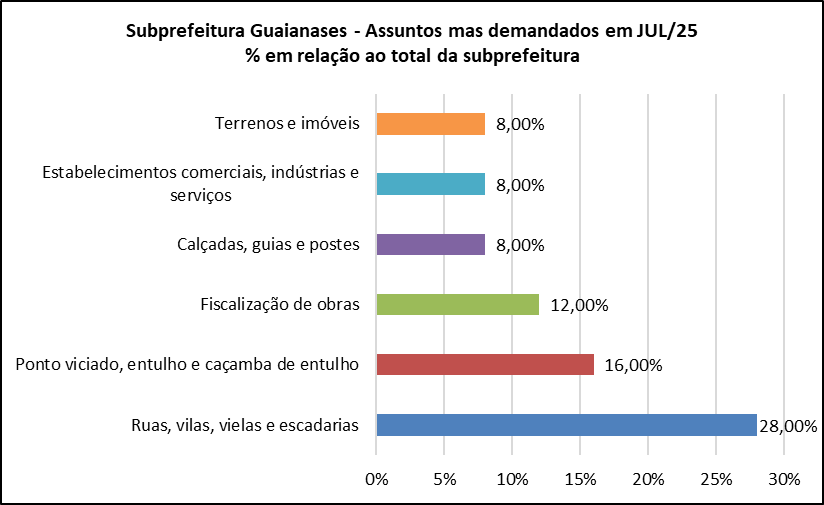 Subprefeitura Guaianases - Assuntos mas demandados em JUL/25
% em relação ao total da subprefeitura
Terrenos e imóveis
8,00%
Estabelecimentos comerciais, indústrias e
serviços
8,00%
Calçadas, guias e postes
8,00%
Fiscalização de obras
12,00%
Ponto viciado, entulho e caçamba de entulho
16,00%
Ruas, vilas, vielas e escadarias
28,00%
0% 5% 10% 15% 20% 25% 30%